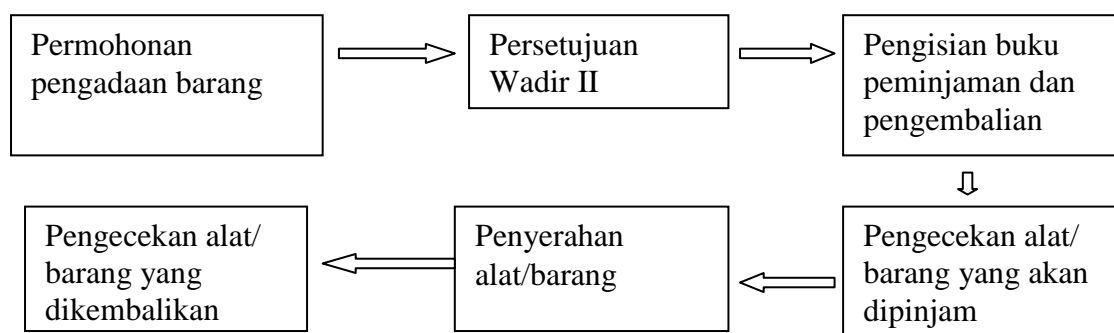 Permohonan
pengadaan barang
Persetujuan
Wadir II
Pengisian buku
peminjaman dan
pengembalian
Pengecekan alat/
barang yang akan
dipinjam
Penyerahan
alat/barang
Pengecekan alat/
barang yang
dikembalikan